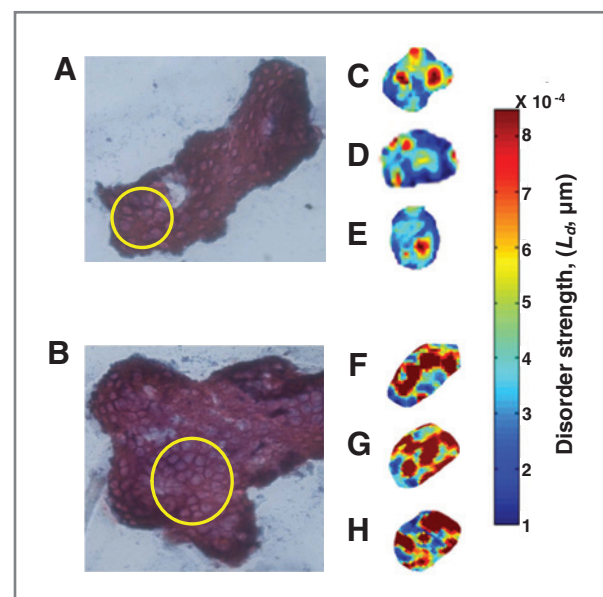 A
B
C
D
E
F
G
H
X 10⁻⁴
8
7
6
5
4
3
2
1
Disorder strength, (L_d, μm)